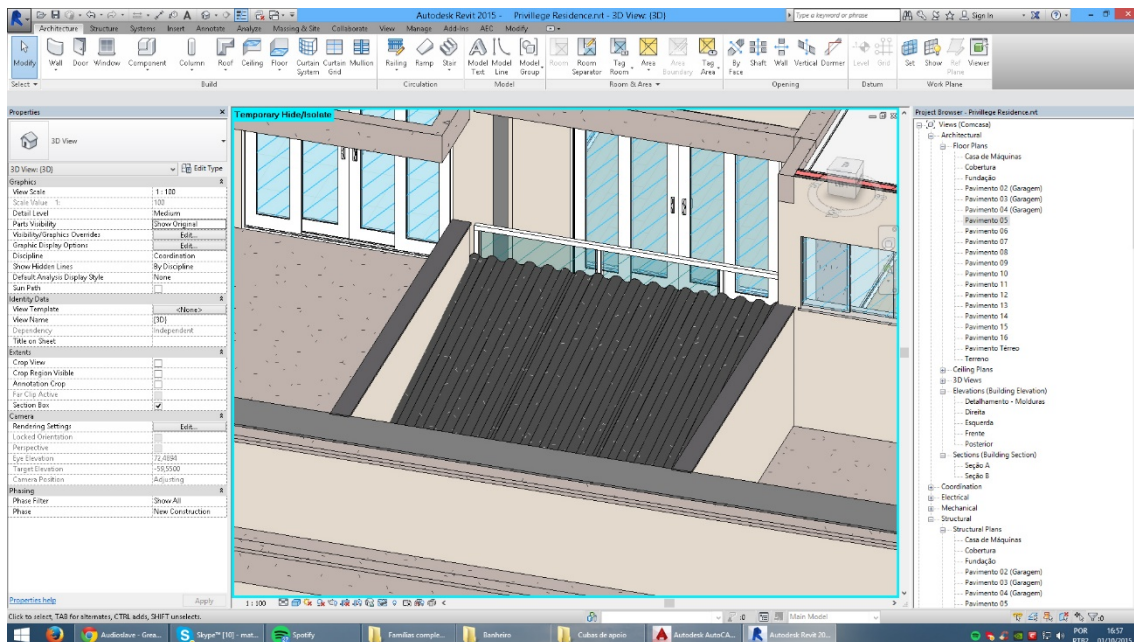 Autodesk Revit 2015 - Privillege Residence.rvt - 3D View: {3D}
Type a keyword or phrase
Sign In
Architecture Structure Systems Insert Annotate Analyze Massing & Site Collaborate View Manage Add-Ins AEC Modify
Modify Wall Door Window Component Column Roof Ceiling Floor Curtain System Curtain Grid Mullion Railing Ramp Stair Model Text Model Line Model Group Room Room Separator Tag Room Area Area Boundary Tag Area By Face Shaft Wall Vertical Dormer Level Grid Set Show Ref Plane Viewer
Select Build Circulation Model Room & Area Opening Datum Work Plane
Properties
3D View
3D View: {3D} Edit Type
Graphics
View Scale 1 : 100
Scale Value 1: 100
Detail Level Medium
Parts Visibility Show Original
Visibility/Graphics Overrides Edit...
Graphic Display Options Edit...
Discipline Coordination
Show Hidden Lines By Discipline
Default Analysis Display Style None
Sun Path
Identity Data
View Template <None>
View Name {3D}
Dependency Independent
Title on Sheet
Extents
Crop View
Crop Region Visible
Annotation Crop
Far Clip Active
Section Box
Camera
Rendering Settings Edit...
Locked Orientation
Perspective
Eye Elevation 72,4894
Target Elevation -59,5500
Camera Position Adjusting
Phasing
Phase Filter Show All
Phase New Construction
Properties help Apply
Temporary Hide/Isolate
1 : 100
Project Browser - Privillege Residence.rvt
Views (Comcasa)
Architectural
Floor Plans
Casa de Máquinas
Cobertura
Fundação
Pavimento 02 (Garagem)
Pavimento 03 (Garagem)
Pavimento 04 (Garagem)
Pavimento 05
Pavimento 06
Pavimento 07
Pavimento 08
Pavimento 09
Pavimento 10
Pavimento 11
Pavimento 12
Pavimento 13
Pavimento 14
Pavimento 15
Pavimento 16
Pavimento Térreo
Terreno
Ceiling Plans
3D Views
Elevations (Building Elevation)
Detalhamento - Molduras
Direita
Esquerda
Frente
Posterior
Sections (Building Section)
Seção A
Seção B
Coordination
Electrical
Mechanical
Structural
Structural Plans
Casa de Máquinas
Cobertura
Fundação
Pavimento 02 (Garagem)
Pavimento 03 (Garagem)
Pavimento 04 (Garagem)
Pavimento 05
Click to select, TAB for alternates, CTRL adds, SHIFT unselects.
:0 Main Model :0
Audioslave - Grea... Skype™ [10] - mat... Spotify Famílias comple... Banheiro Cubas de apoio Autodesk AutoCA... Autodesk Revit 20...
POR 16:57
PTB2 01/10/2015